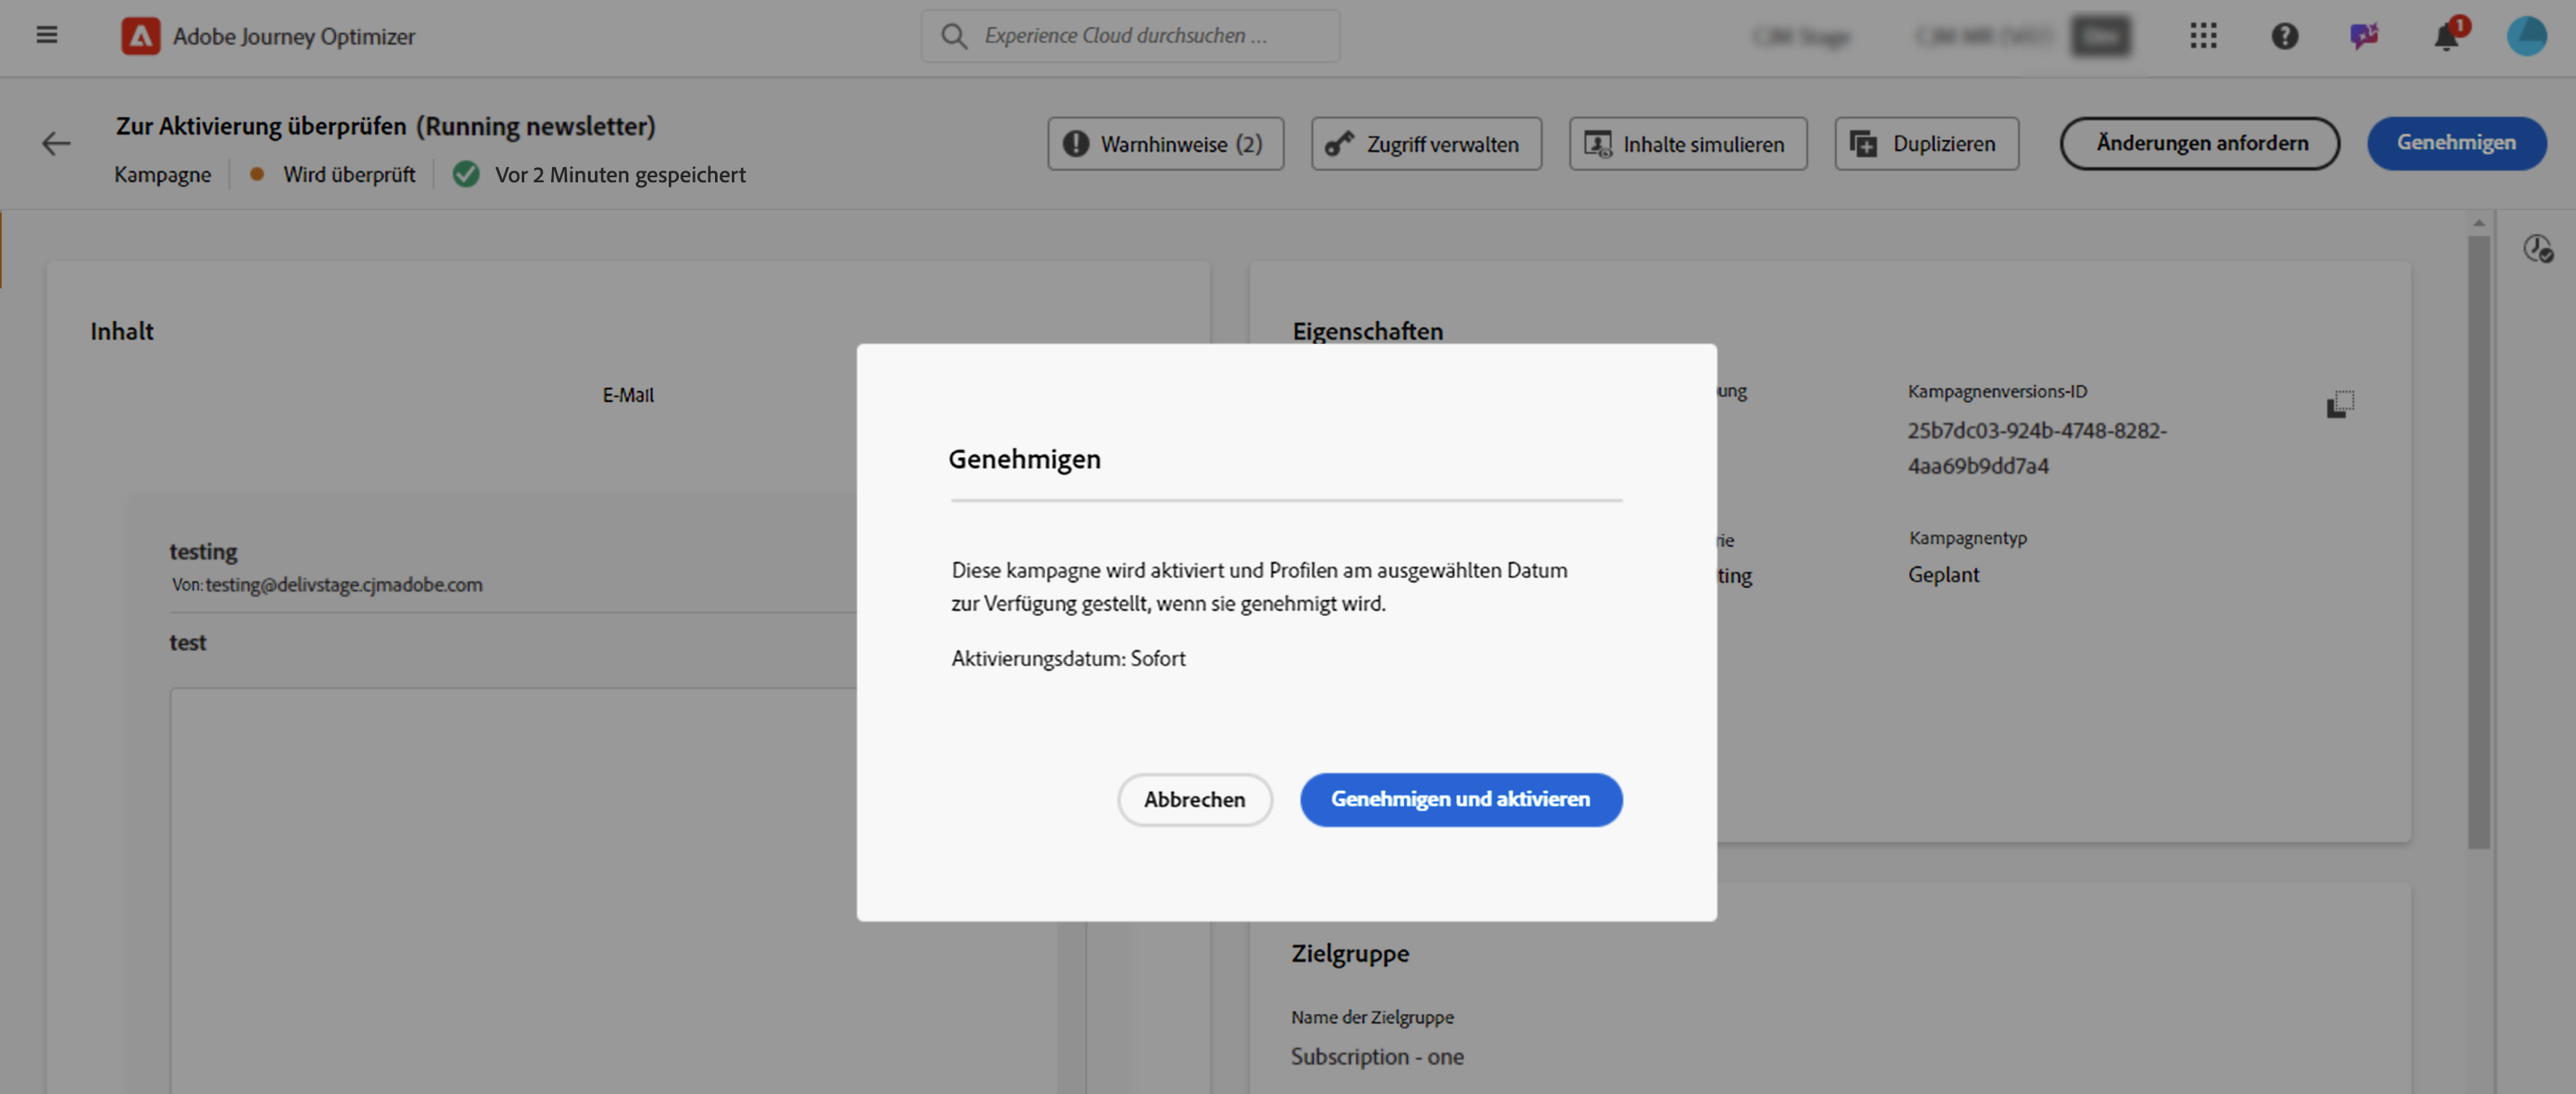 Adobe Journey Optimizer
Experience Cloud durchsuchen ...
1
Zur Aktivierung überprüfen (Running newsletter)
Kampagne
Wird überprüft
Vor 2 Minuten gespeichert
Warnhinweise (2)
Zugriff verwalten
Inhalte simulieren
Duplizieren
Änderungen anfordern
Genehmigen
Inhalt
E-Mail
testing
Von: testing@delivstage.cjmadobe.com
test
Eigenschaften
ung
Kampagnenversions-ID
25b7dc03-924b-4748-8282-
4aa69b9dd7a4
rie
ting
Kampagnentyp
Geplant
Genehmigen
Diese kampagne wird aktiviert und Profilen am ausgewählten Datum
zur Verfügung gestellt, wenn sie genehmigt wird.
Aktivierungsdatum: Sofort
Abbrechen
Genehmigen und aktivieren
Zielgruppe
Name der Zielgruppe
Subscription - one